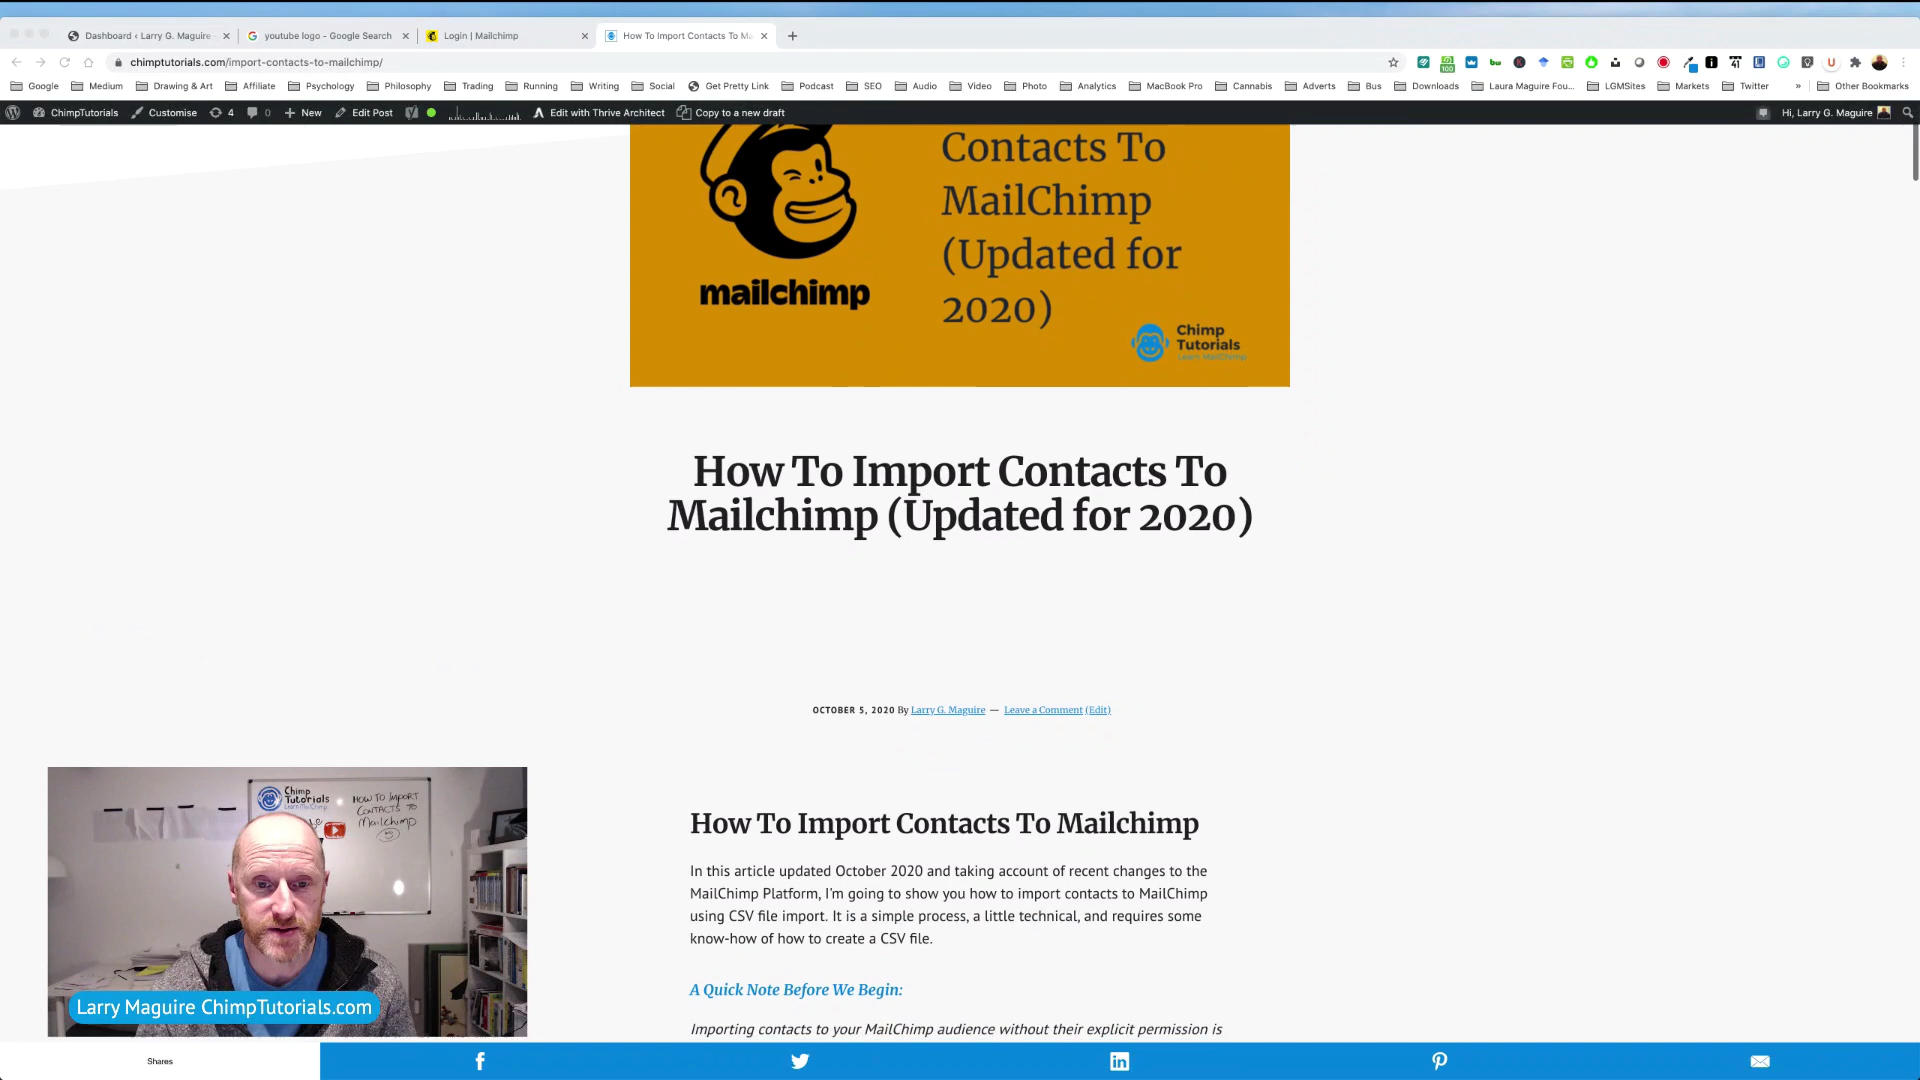 Dashboard ‹ Larry G. Maguire
youtube logo - Google Search
Login | Mailchimp
How To Import Contacts To Ma
chimptutorials.com/import-contacts-to-mailchimp/
Google
Medium
Drawing & Art
Affiliate
Psychology
Philosophy
Trading
Running
Writing
Social
Get Pretty Link
Podcast
SEO
Audio
Video
Photo
Analytics
MacBook Pro
Cannabis
Adverts
Bus
Downloads
Laura Maguire Fou...
LGMSites
Markets
Twitter
»
Other Bookmarks
ChimpTutorials
Customise
4
0
New
Edit Post
Edit with Thrive Architect
Copy to a new draft
Hi, Larry G. Maguire
Contacts To
MailChimp
(Updated for
2020)
mailchimp
Chimp
Tutorials
Learn MailChimp
How To Import Contacts To
Mailchimp (Updated for 2020)
OCTOBER 5, 2020 By Larry G. Maguire — Leave a Comment (Edit)
Chimp
Tutorials
Learn MailChimp
HOW TO IMPORT
CONTACTS TO
Mailchimp
Larry Maguire ChimpTutorials.com
How To Import Contacts To Mailchimp
In this article updated October 2020 and taking account of recent changes to the
MailChimp Platform, I'm going to show you how to import contacts to MailChimp
using CSV file import. It is a simple process, a little technical, and requires some
know-how of how to create a CSV file.
A Quick Note Before We Begin:
Importing contacts to your MailChimp audience without their explicit permission is
Shares